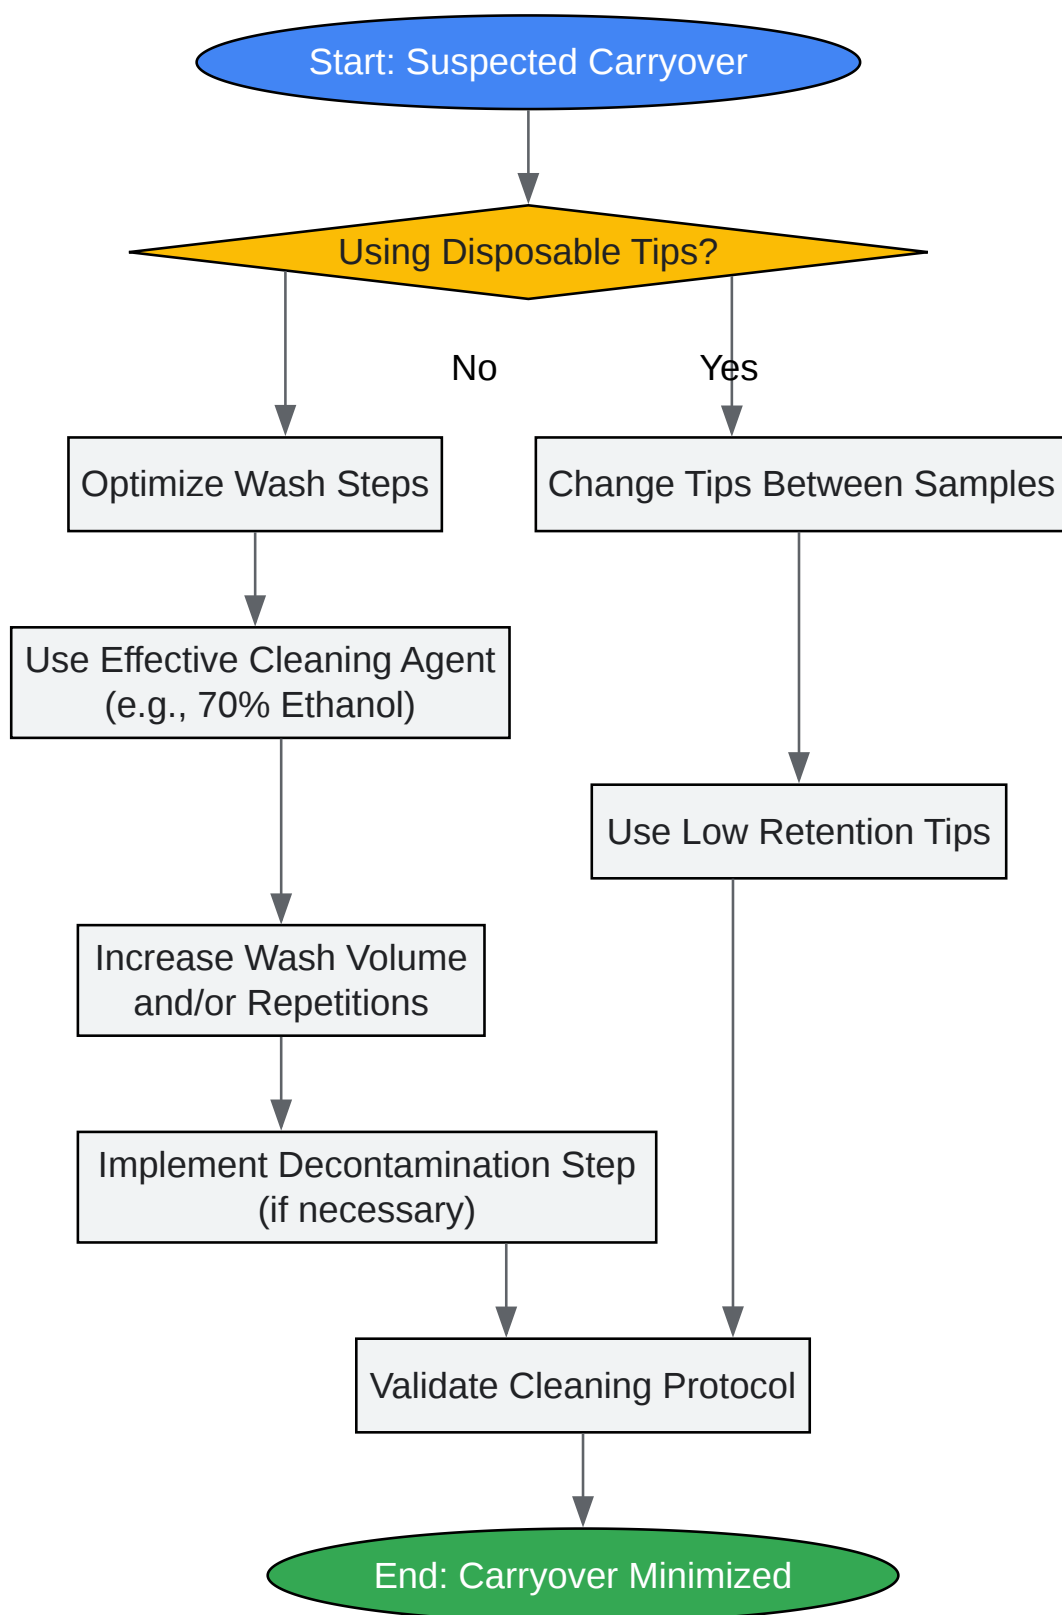 Start: Suspected Carryover
Using Disposable Tips?
No
Yes
Optimize Wash Steps
Change Tips Between Samples
Use Effective Cleaning Agent
(e.g., 70% Ethanol)
Use Low Retention Tips
Increase Wash Volume
and/or Repetitions
Implement Decontamination Step
(if necessary)
Validate Cleaning Protocol
End: Carryover Minimized